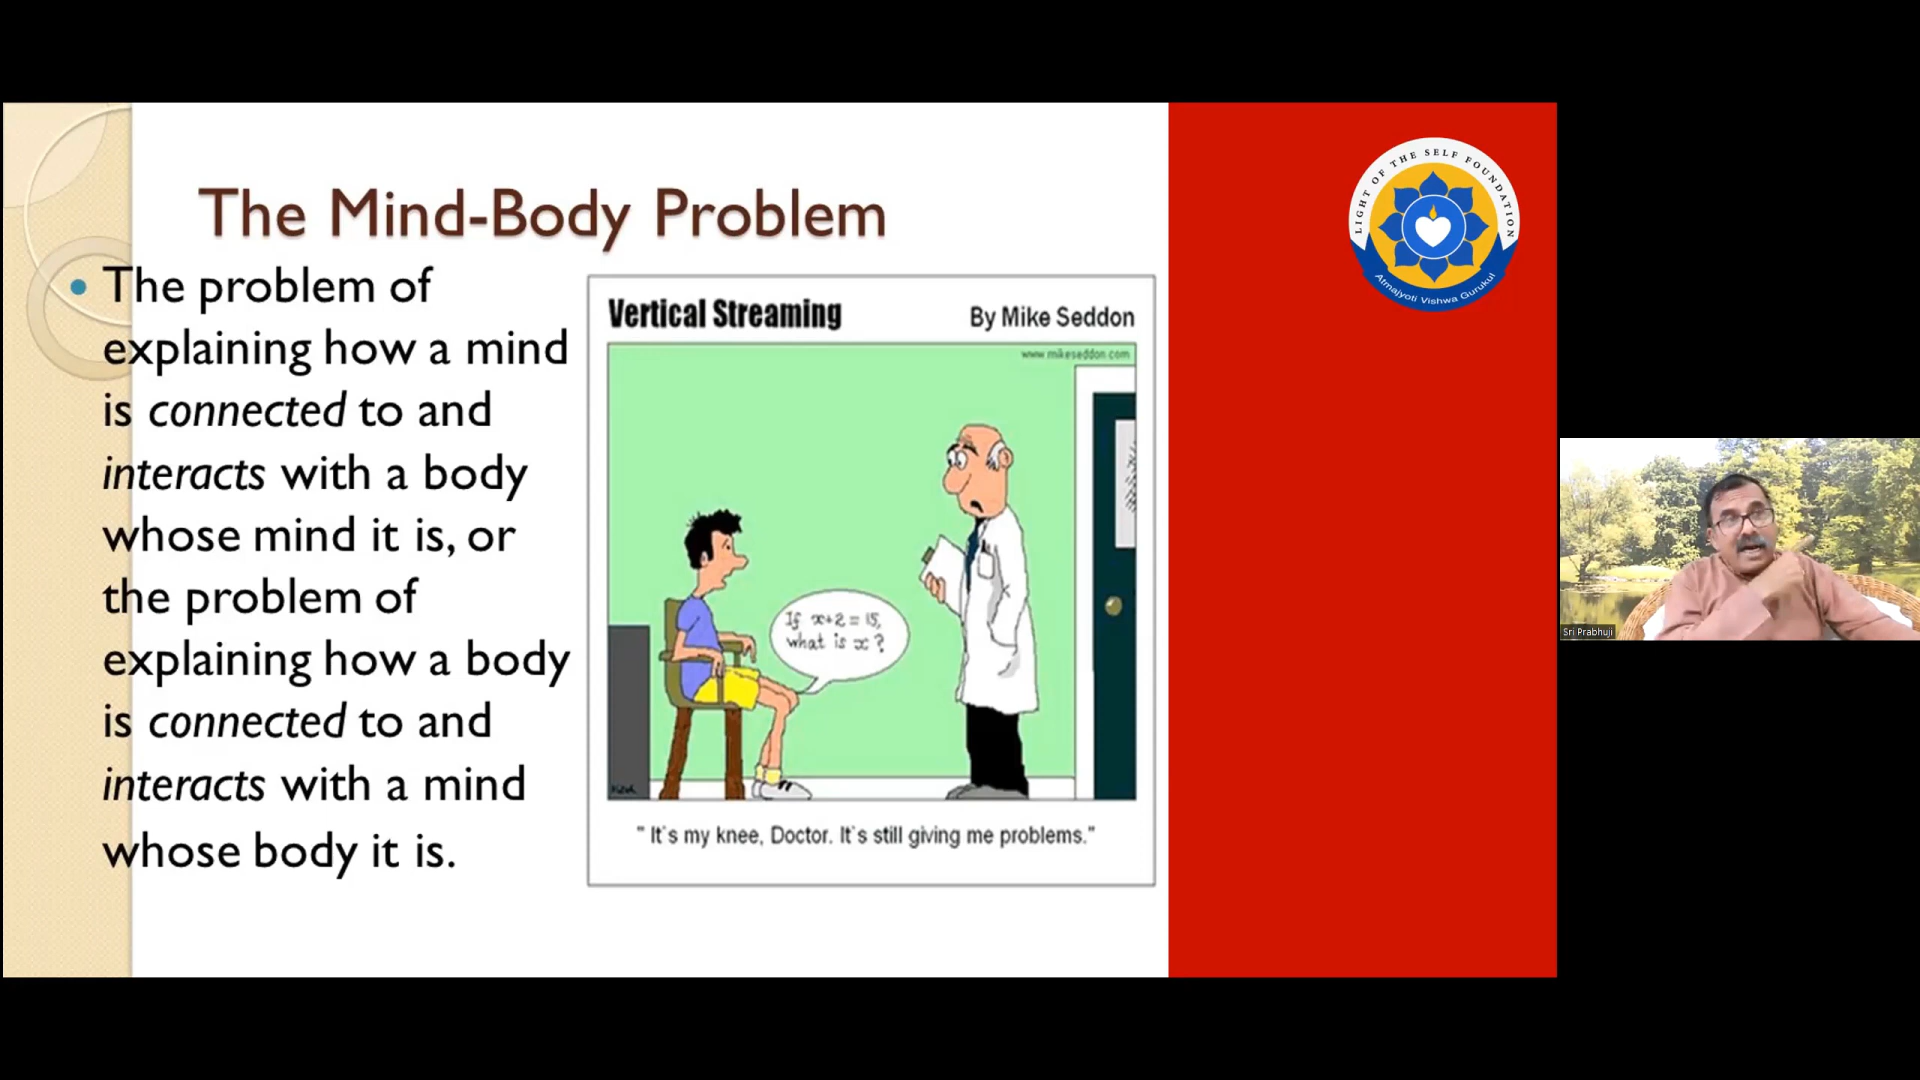 The Mind-Body Problem
• The problem of
explaining how a mind
is connected to and
interacts with a body
whose mind it is, or
the problem of
explaining how a body
is connected to and
interacts with a mind
whose body it is.
Vertical Streaming
By Mike Seddon
www.mikeseddon.com
If x+2=15,
what is x?
" It`s my knee, Doctor. It`s still giving me problems."
LIGHT OF THE SELF FOUNDATION
Atmajyoti Vishwa Gurukul
Sri Prabhuji